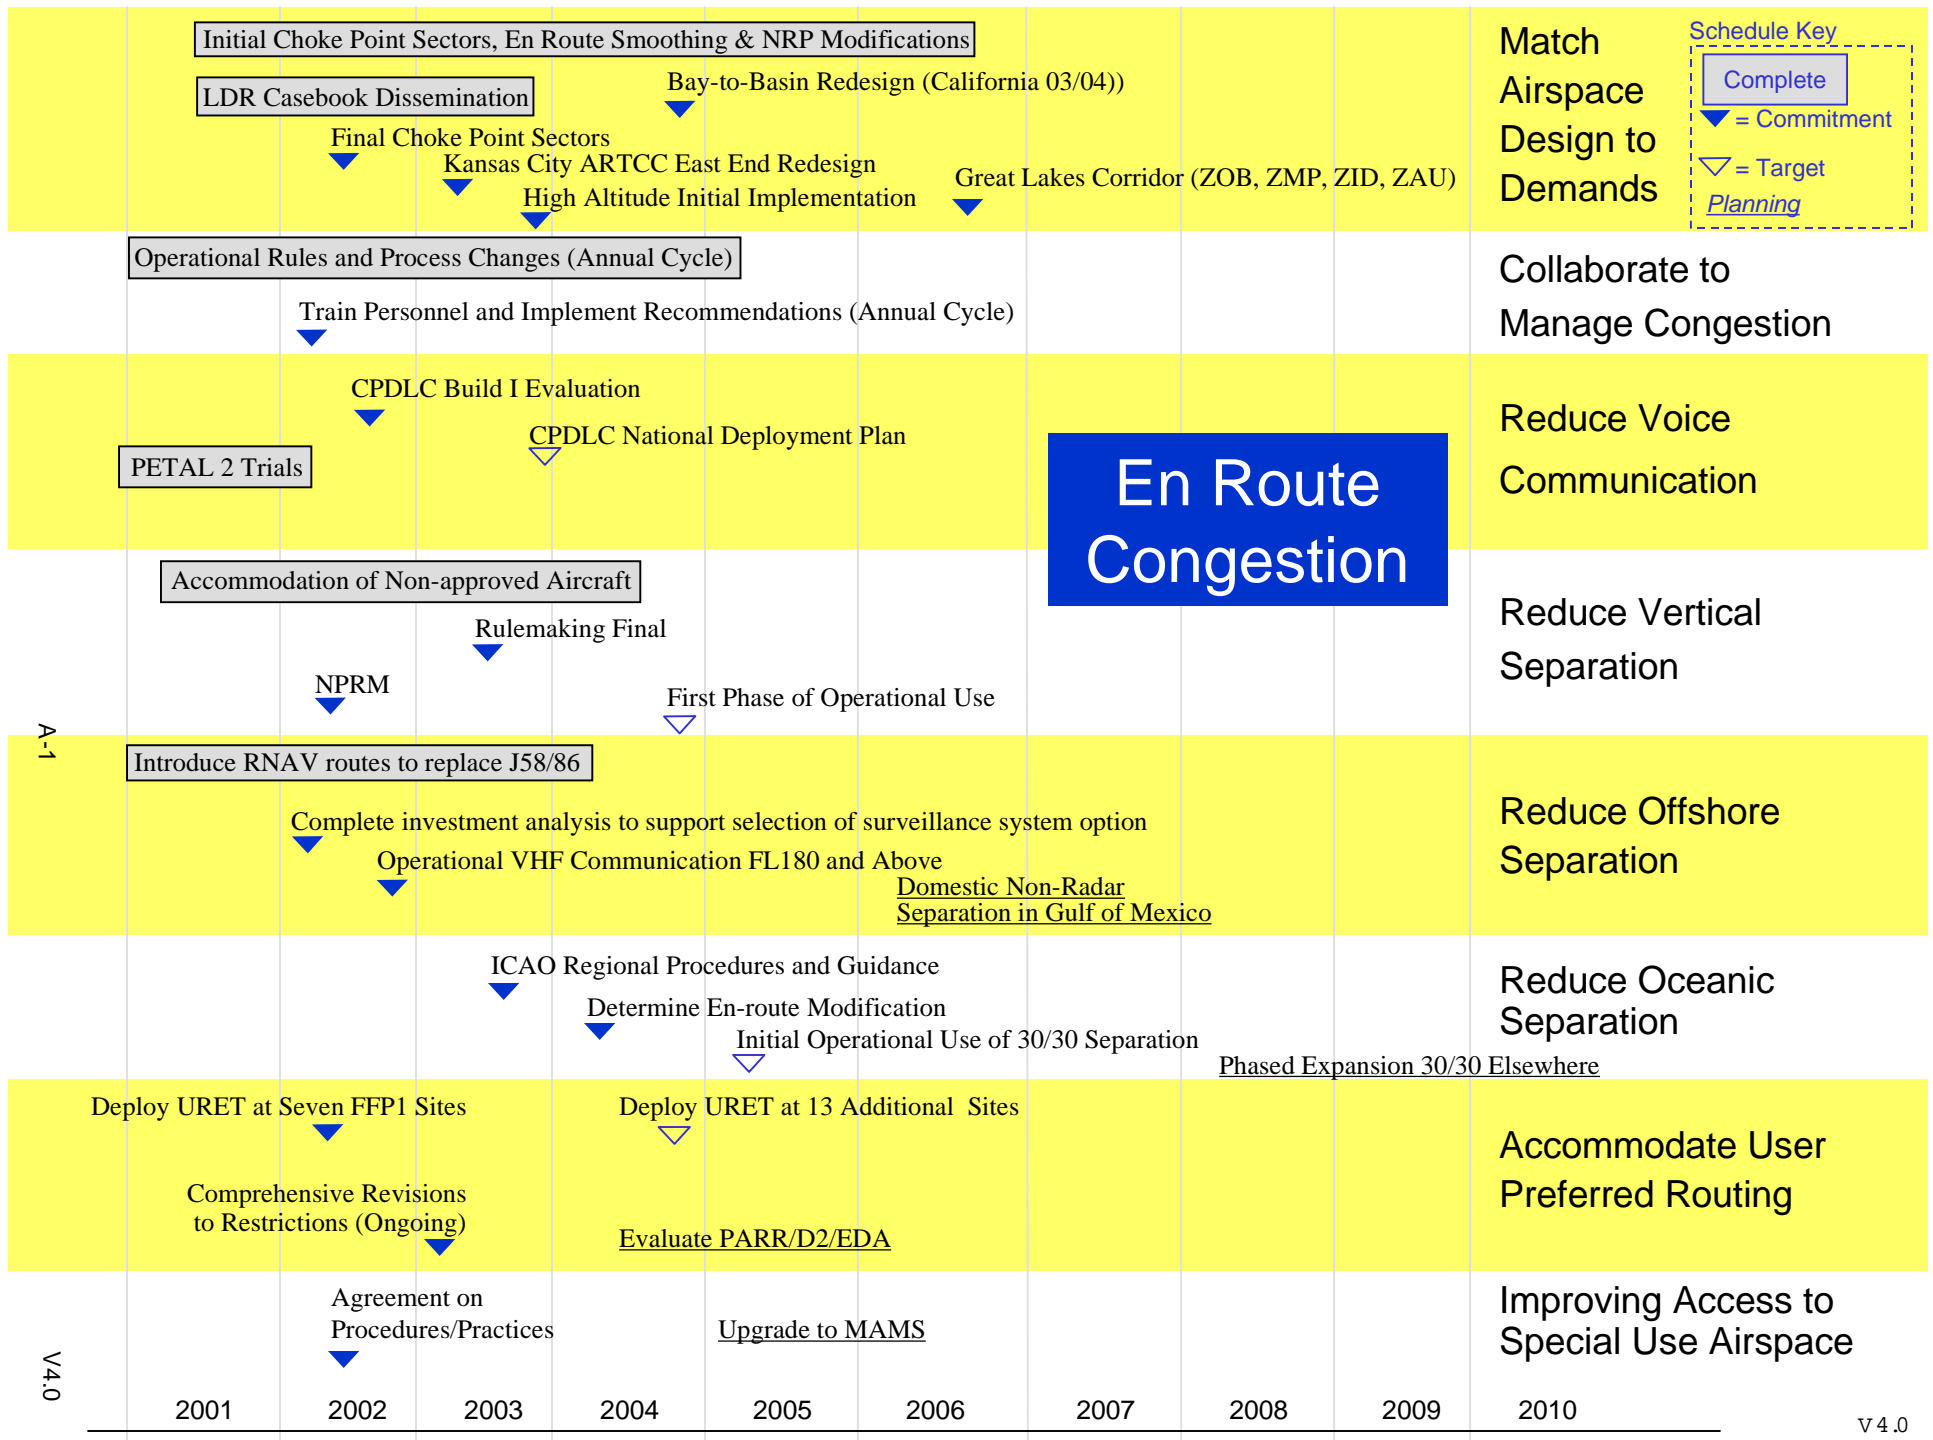 Initial Choke Point Sectors, En Route Smoothing & NRP Modifications
LDR Casebook Dissemination
Bay-to-Basin Redesign (California 03/04))
Final Choke Point Sectors
Kansas City ARTCC East End Redesign
High Altitude Initial Implementation
Great Lakes Corridor (ZOB, ZMP, ZID, ZAU)
Match
Airspace
Design to
Demands
Schedule Key
Complete
= Commitment
= Target
Planning
Operational Rules and Process Changes (Annual Cycle)
Train Personnel and Implement Recommendations (Annual Cycle)
Collaborate to
Manage Congestion
CPDLC Build I Evaluation
CPDLC National Deployment Plan
PETAL 2 Trials
Reduce Voice
Communication
En Route
Congestion
Accommodation of Non-approved Aircraft
Rulemaking Final
NPRM
First Phase of Operational Use
Reduce Vertical
Separation
A-1
Introduce RNAV routes to replace J58/86
Complete investment analysis to support selection of surveillance system option
Operational VHF Communication FL180 and Above
Domestic Non-Radar
Separation in Gulf of Mexico
Reduce Offshore
Separation
ICAO Regional Procedures and Guidance
Determine En-route Modification
Initial Operational Use of 30/30 Separation
Phased Expansion 30/30 Elsewhere
Reduce Oceanic
Separation
Deploy URET at Seven FFP1 Sites
Deploy URET at 13 Additional Sites
Comprehensive Revisions
to Restrictions (Ongoing)
Evaluate PARR/D2/EDA
Accommodate User
Preferred Routing
Agreement on
Procedures/Practices
Upgrade to MAMS
Improving Access to
Special Use Airspace
V4.0
2001 2002 2003 2004 2005 2006 2007 2008 2009 2010
V4.0